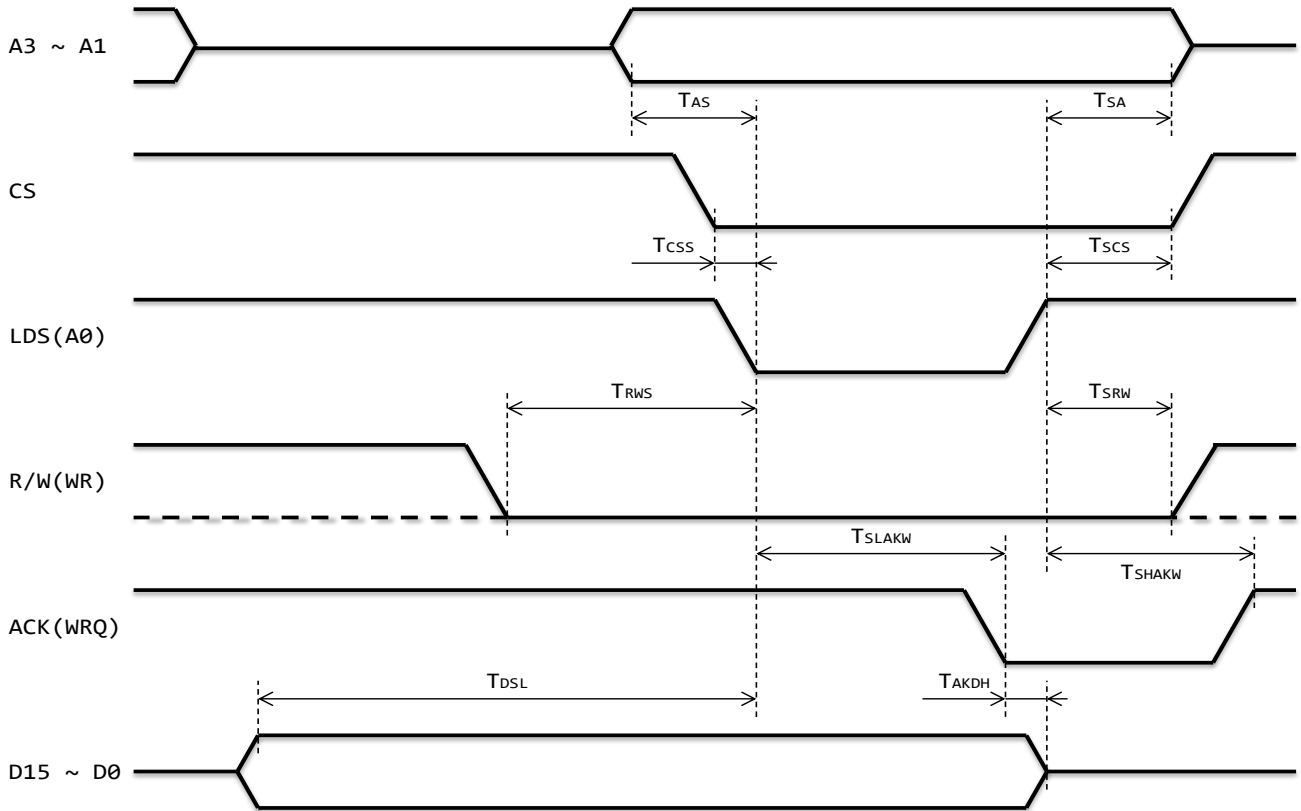 A3 ~ A1
TAS
TSA
CS
TCSS
TSCS
LDS(A0)
TRWS
TSRW
R/W(WR)
TSLAKW
TSHAKW
ACK(WRQ)
TDSL
TAKDH
D15 ~ D0